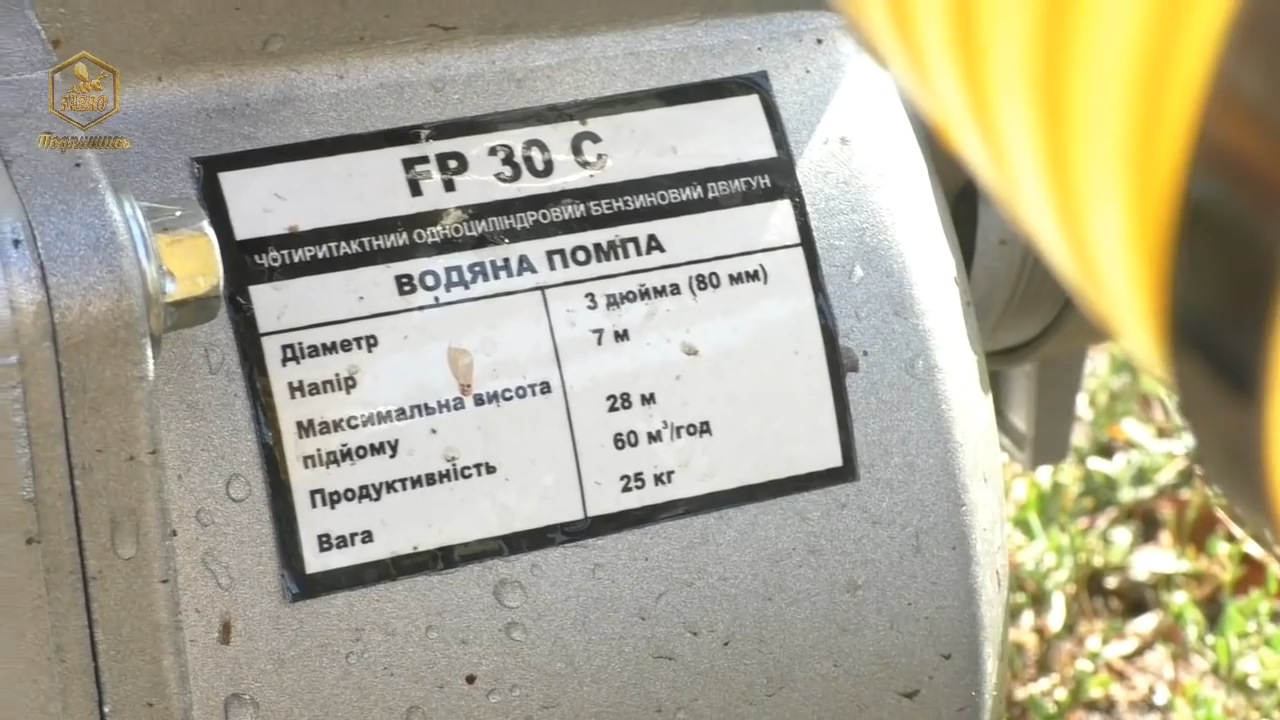 Подпишись
FP 30 C
ЧОТИРИТАКТНИЙ ОДНОЦИЛІНДРОВИЙ БЕНЗИНОВИЙ ДВИГУН
ВОДЯНА ПОМПА
Діаметр 3 дюйма (80 мм)
Напір 7 м
Максимальна висота
підйому 28 м
Продуктивність 60 м³/год
Вага 25 кг